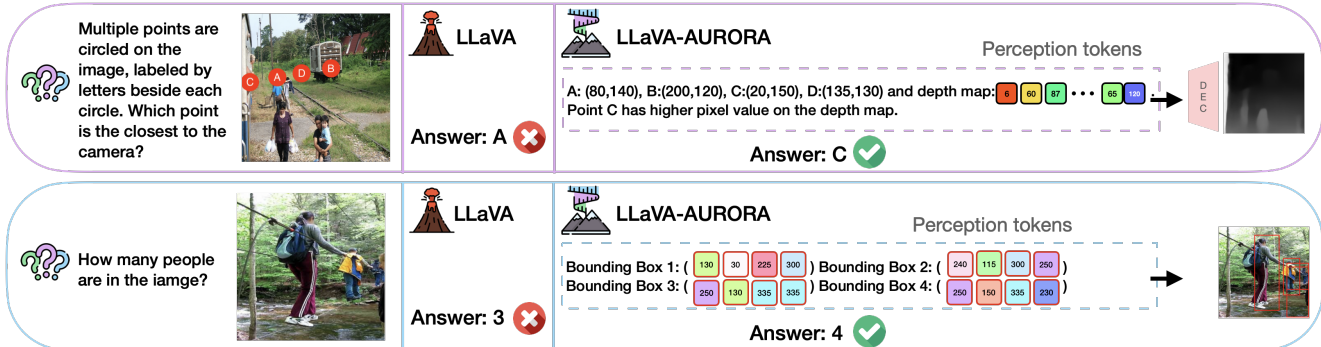 Multiple points are
circled on the
image, labeled by
letters beside each
circle. Which point
is the closest to the
camera?
C
A
D
B
LLaVA
Answer: A
LLaVA-AURORA
Perception tokens
A: (80,140), B:(200,120), C:(20,150), D:(135,130) and depth map: 6 60 87 ••• 65 120 .
Point C has higher pixel value on the depth map.
Answer: C
DEC
How many people
are in the iamge?
LLaVA
Answer: 3
LLaVA-AURORA
Perception tokens
Bounding Box 1: ( 130 30 225 300 ) Bounding Box 2: ( 240 115 300 250 )
Bounding Box 3: ( 250 130 335 335 ) Bounding Box 4: ( 250 150 335 230 )
Answer: 4